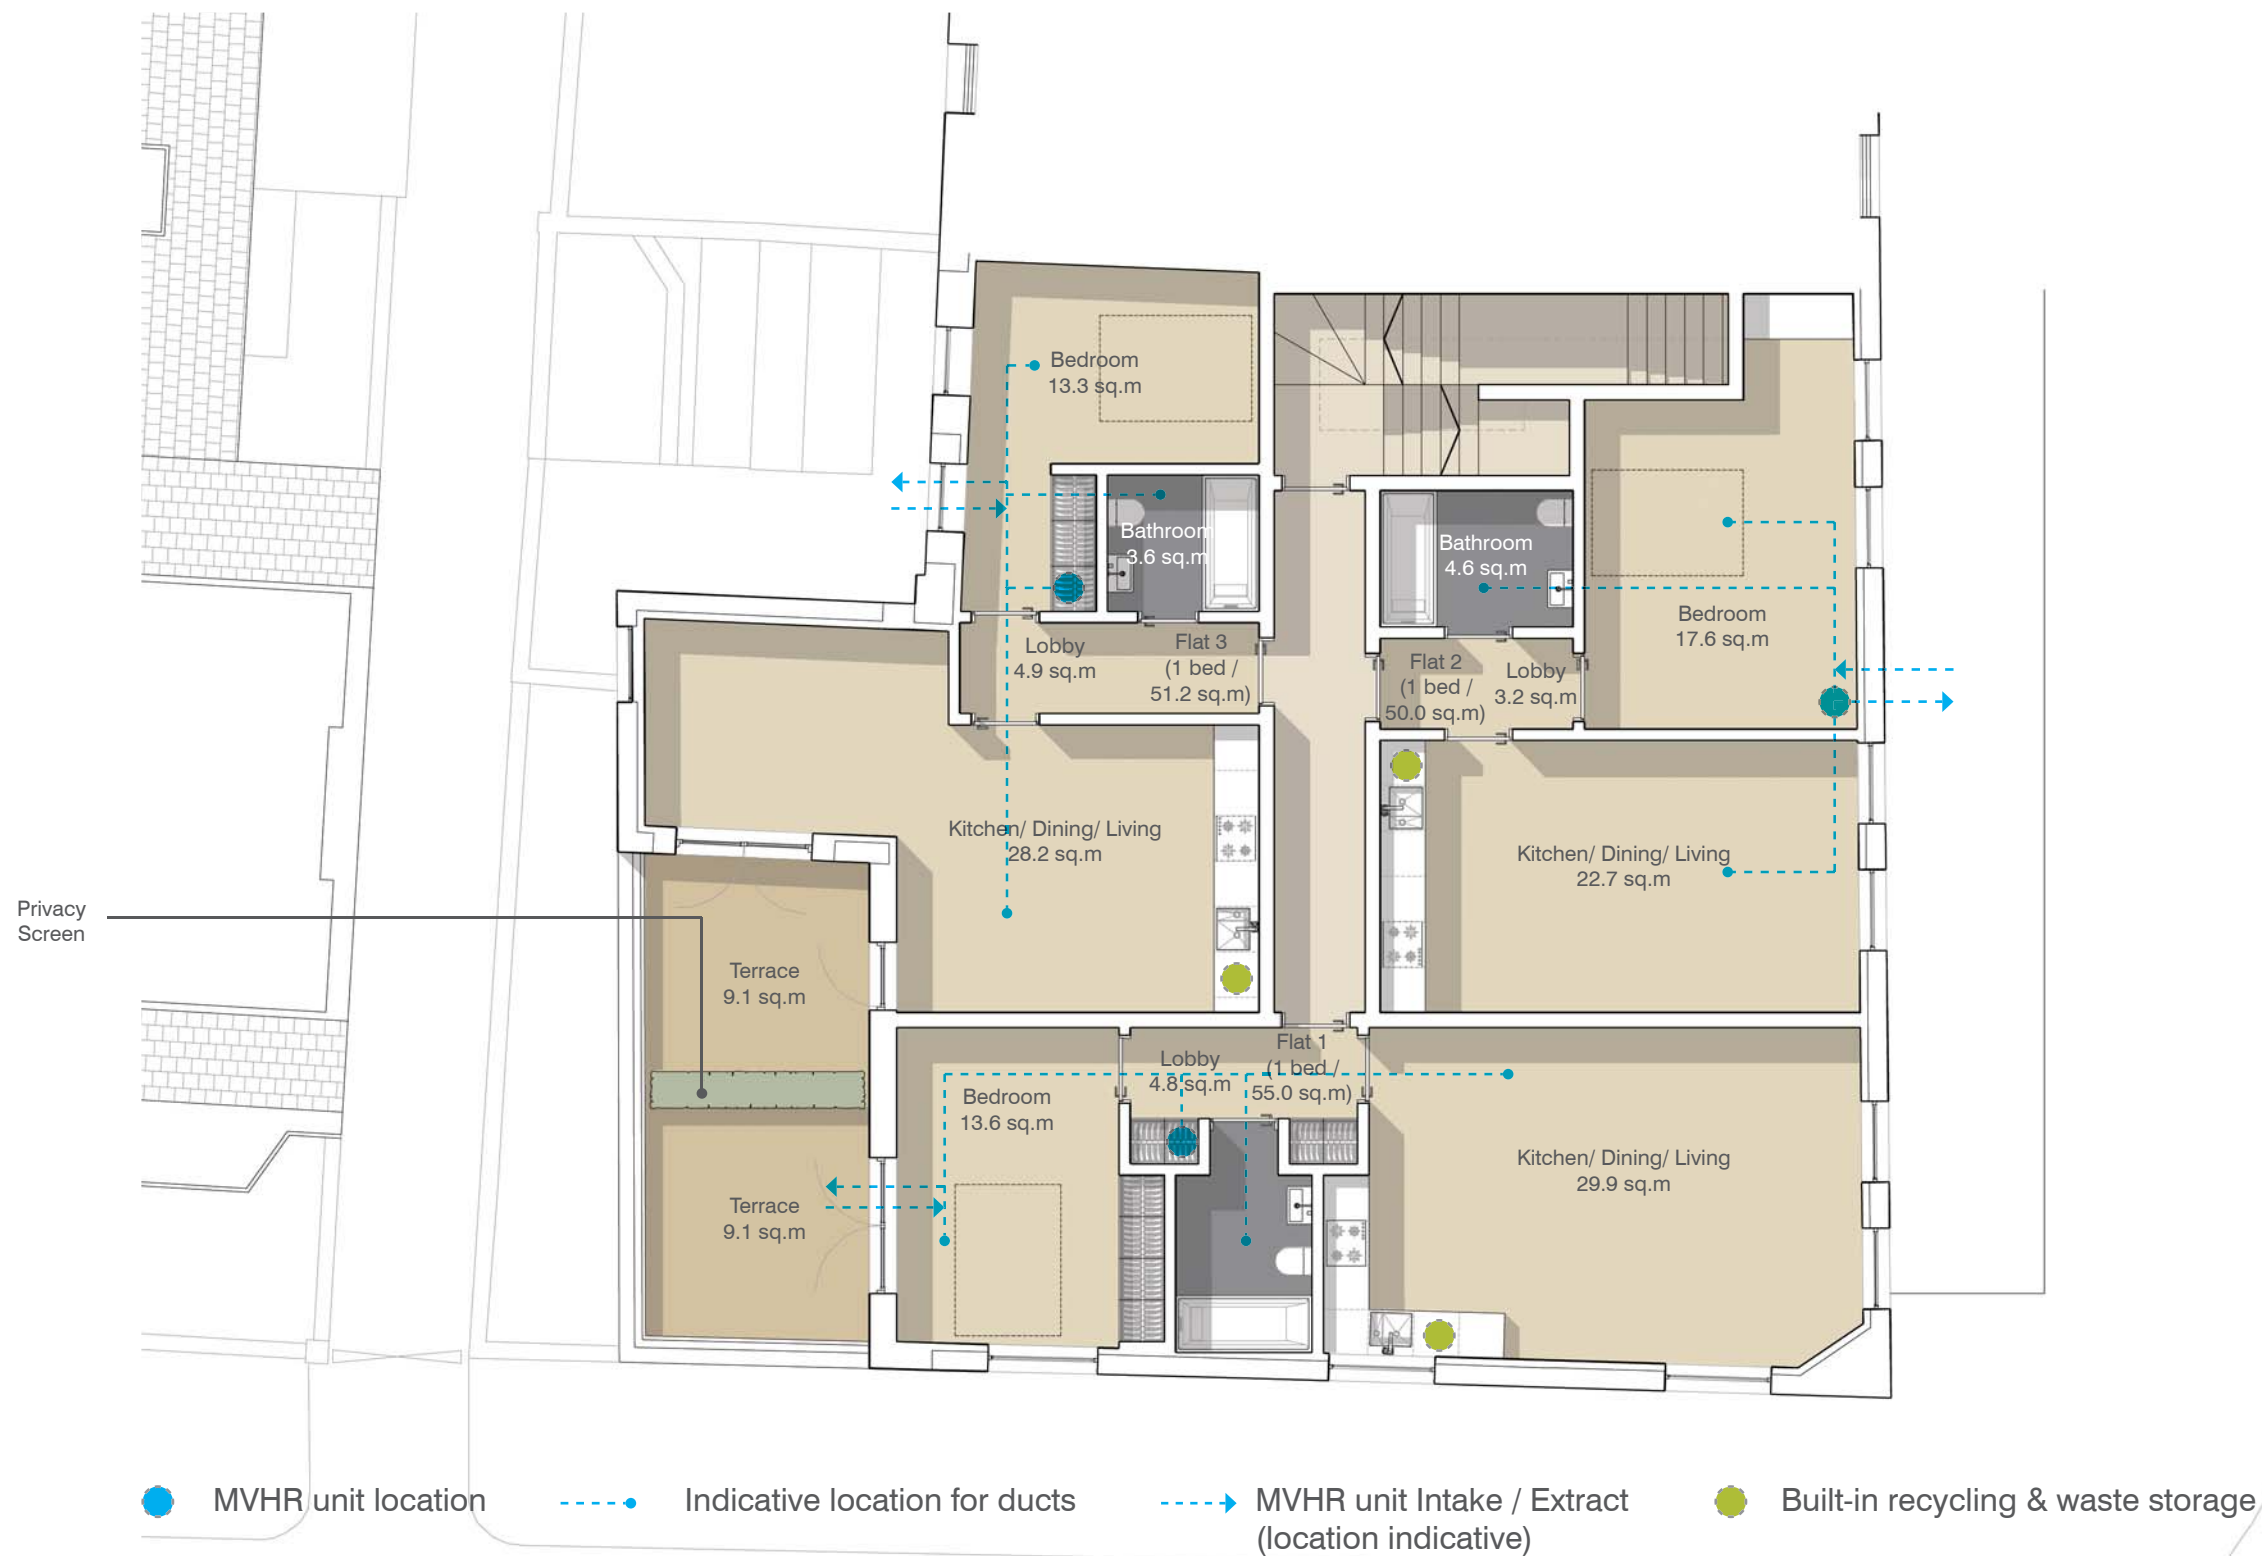 Bedroom
13.3 sq.m
Bathroom
3.6 sq.m
Bathroom
4.6 sq.m
Bedroom
17.6 sq.m
Lobby
4.9 sq.m
Flat 3
(1 bed /
51.2 sq.m)
Flat 2
(1 bed /
50.0 sq.m)
Lobby
3.2 sq.m
Kitchen/ Dining/ Living
28.2 sq.m
Kitchen/ Dining/ Living
22.7 sq.m
Privacy
Screen
Terrace
9.1 sq.m
Lobby
4.8 sq.m
Flat 1
(1 bed /
55.0 sq.m)
Bedroom
13.6 sq.m
Kitchen/ Dining/ Living
29.9 sq.m
Terrace
9.1 sq.m
MVHR unit location
Indicative location for ducts
MVHR unit Intake / Extract
(location indicative)
Built-in recycling & waste storage